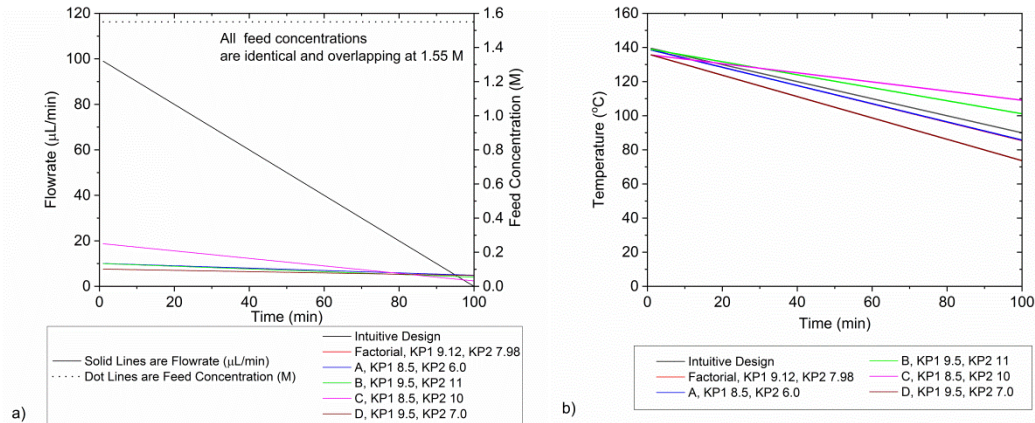 120
100
80
60
40
20
0
Flowrate (µL/min)
All feed concentrations
are identical and overlapping at 1.55 M
1.6
1.4
1.2
1.0
0.8
0.6
0.4
0.2
0.0
Feed Concentration (M)
0 20 40 60 80 100
Time (min)
Solid Lines are Flowrate (µL/min)
Dot Lines are Feed Concentration (M)
Intuitive Design
Factorial, KP1 9.12, KP2 7.98
A, KP1 8.5, KP2 6.0
B, KP1 9.5, KP2 11
C, KP1 8.5, KP2 10
D, KP1 9.5, KP2 7.0
a)
160
140
120
100
80
60
40
20
0
Temperature (°C)
0 20 40 60 80 100
Time (min)
Intuitive Design
Factorial, KP1 9.12, KP2 7.98
A, KP1 8.5, KP2 6.0
B, KP1 9.5, KP2 11
C, KP1 8.5, KP2 10
D, KP1 9.5, KP2 7.0
b)